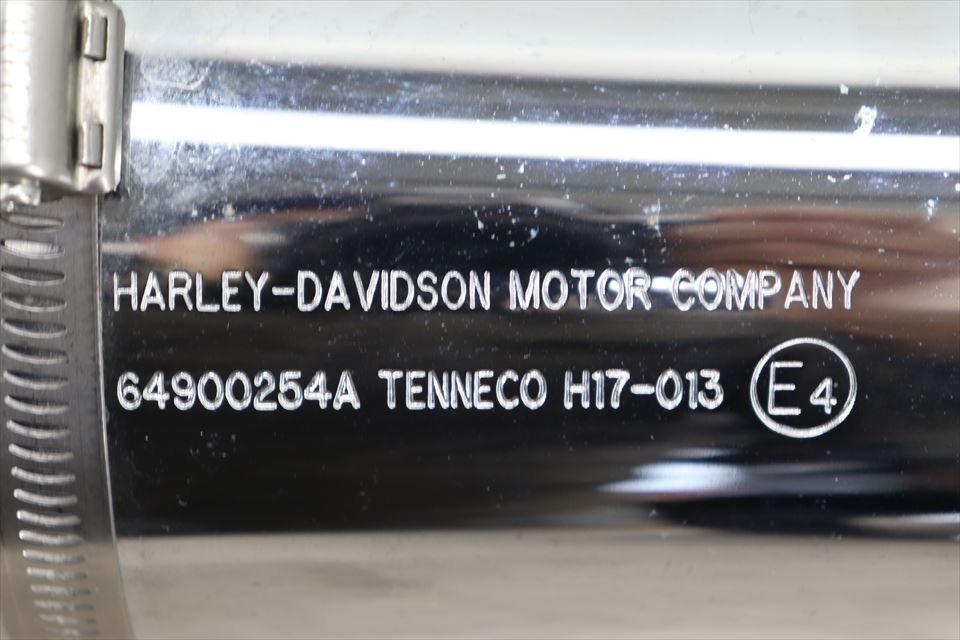 HARLEY-DAVIDSON MOTOR COMPANY
64900254A TENNECO H17-013 E4